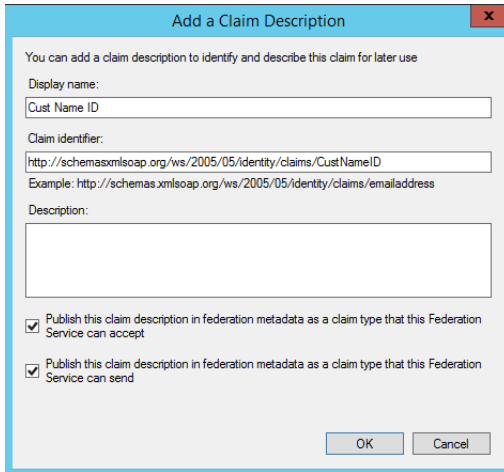 Add a Claim Description
x
You can add a claim description to identify and describe this claim for later use
Display name:
Cust Name ID
Claim identifier:
http://schemasxmlsoap.org/ws/2005/05/identity/claims/CustNameID
Example: http://schemas.xmlsoap.org/ws/2005/05/identity/claims/emailaddress
Description:
Publish this claim description in federation metadata as a claim type that this Federation
Service can accept
Publish this claim description in federation metadata as a claim type that this Federation
Service can send
OK
Cancel